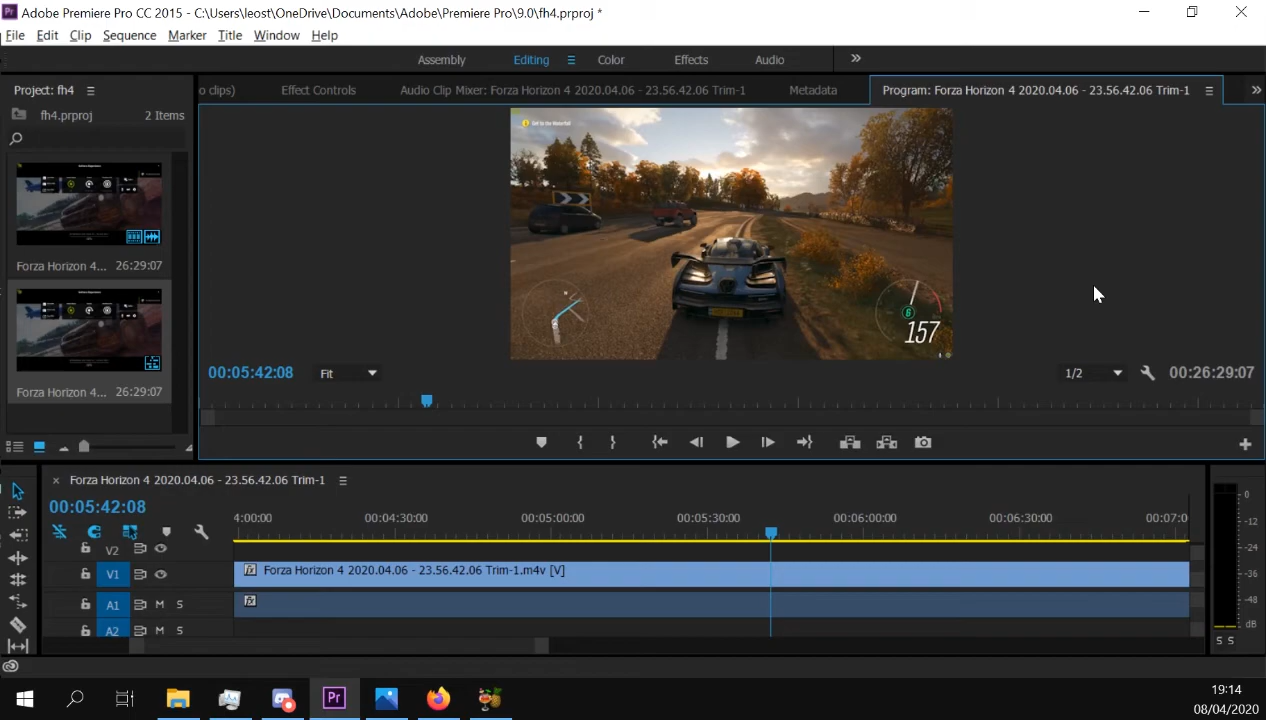 Adobe Premiere Pro CC 2015 - C:\Users\leost\OneDrive\Documents\Adobe\Premiere Pro\9.0\fh4.prproj *
File Edit Clip Sequence Marker Title Window Help
Assembly Editing Color Effects Audio
Project: fh4
o clips) Effect Controls Audio Clip Mixer: Forza Horizon 4 2020.04.06 - 23.56.42.06 Trim-1 Metadata Program: Forza Horizon 4 2020.04.06 - 23.56.42.06 Trim-1
fh4.prproj 2 Items
Forza Horizon 4... 26:29:07
Forza Horizon 4... 26:29:07
Get to the Waterfall
6
157
00:05:42:08 Fit 1/2 00:26:29:07
Forza Horizon 4 2020.04.06 - 23.56.42.06 Trim-1
00:05:42:08
4:00:00 00:04:30:00 00:05:00:00 00:05:30:00 00:06:00:00 00:06:30:00 00:07:0
V2
V1 fx Forza Horizon 4 2020.04.06 - 23.56.42.06 Trim-1.m4v [V]
A1 M S fx
A2 M S
0
-12
-24
-36
-48
dB
S S
Pr
19:14
08/04/2020